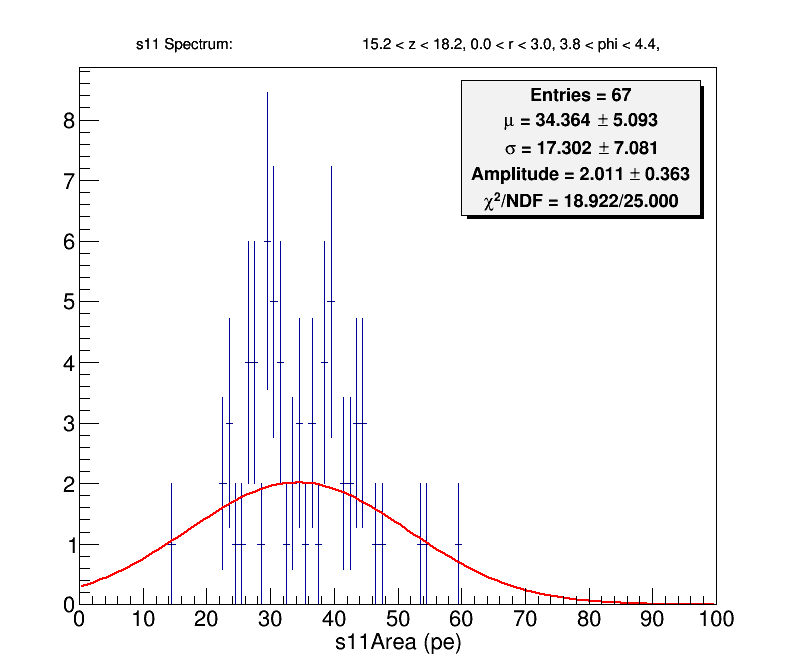 s11 Spectrum: 15.2 < z < 18.2, 0.0 < r < 3.0, 3.8 < phi < 4.4,
Entries = 67
μ = 34.364 ± 5.093
σ = 17.302 ± 7.081
Amplitude = 2.011 ± 0.363
χ²/NDF = 18.922/25.000
8
7
6
5
4
3
2
1
0
0 10 20 30 40 50 60 70 80 90 100
s11Area (pe)